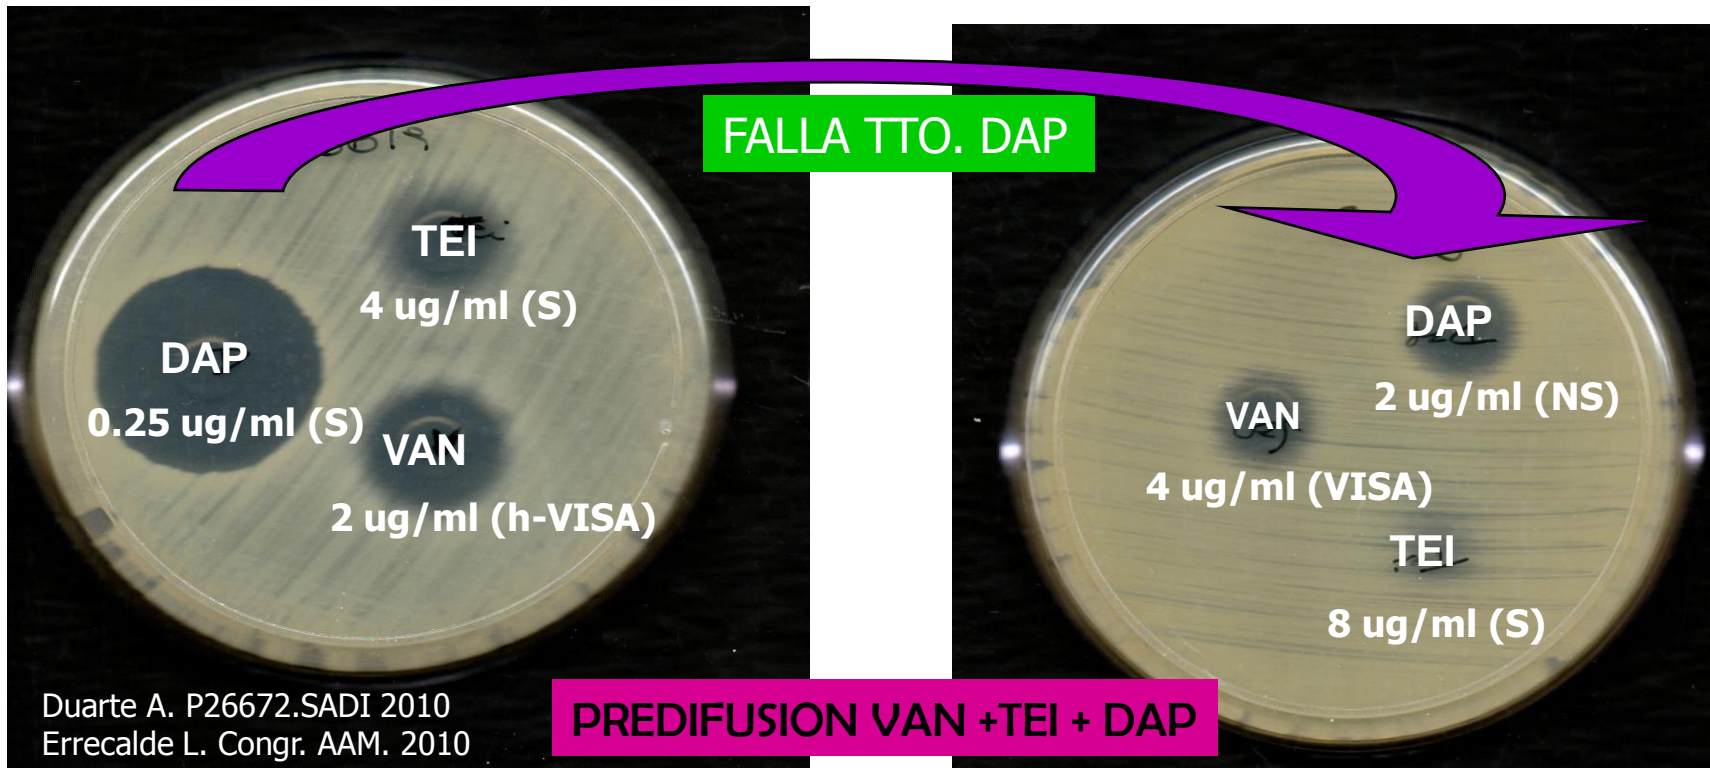 FALLA TTO. DAP
TEI
4 ug/ml (S)
DAP
0.25 ug/ml (S)
VAN
2 ug/ml (h-VISA)
DAP
2 ug/ml (NS)
VAN
4 ug/ml (VISA)
TEI
8 ug/ml (S)
Duarte A. P26672.SADI 2010
Errecalde L. Congr. AAM. 2010
PREDIFUSION VAN +TEI + DAP